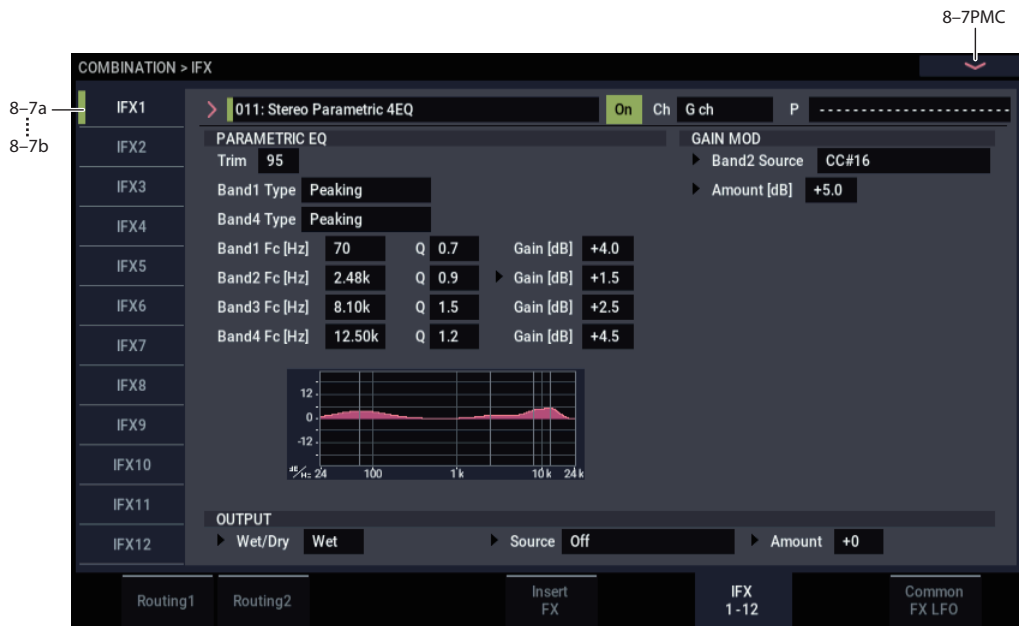 8–7PMC
COMBINATION > IFX
8–7a
8–7b
IFX1
IFX2
IFX3
IFX4
IFX5
IFX6
IFX7
IFX8
IFX9
IFX10
IFX11
IFX12
011: Stereo Parametric 4EQ On Ch G ch P -----------------------
PARAMETRIC EQ
Trim 95
Band1 Type Peaking
Band4 Type Peaking
Band1 Fc [Hz] 70 Q 0.7 Gain [dB] +4.0
Band2 Fc [Hz] 2.48k Q 0.9 Gain [dB] +1.5
Band3 Fc [Hz] 8.10k Q 1.5 Gain [dB] +2.5
Band4 Fc [Hz] 12.50k Q 1.2 Gain [dB] +4.5
GAIN MOD
Band2 Source CC#16
Amount [dB] +5.0
12
0
-12
dB/Hz 24 100 1k 10k 24k
OUTPUT
Wet/Dry Wet Source Off Amount +0
Routing1
Routing2
Insert
FX
IFX
1-12
Common
FX LFO